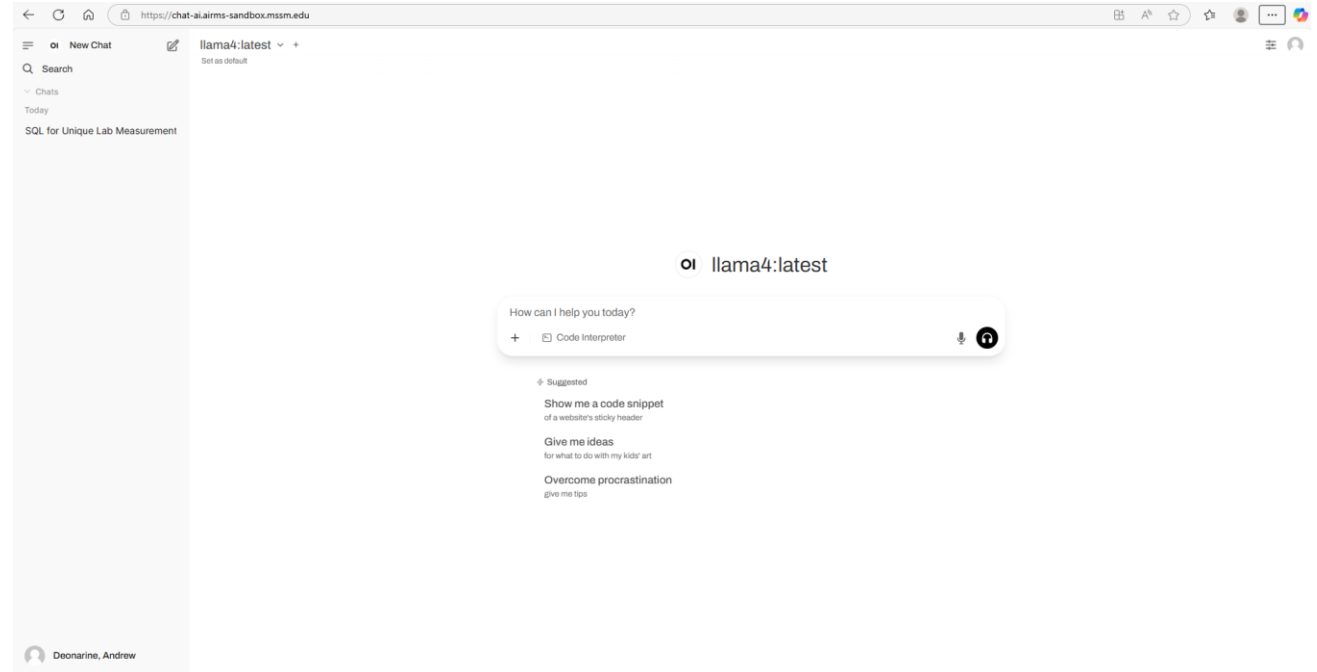 https://chat-ai.airms-sandbox.mssm.edu
OI New Chat
Search
Chats
Today
SQL for Unique Lab Measurement
llama4:latest
Set as default
OI llama4:latest
How can I help you today?
+ Code Interpreter
Suggested
Show me a code snippet
of a website's sticky header
Give me ideas
for what to do with my kids' art
Overcome procrastination
give me tips
Deonarine, Andrew